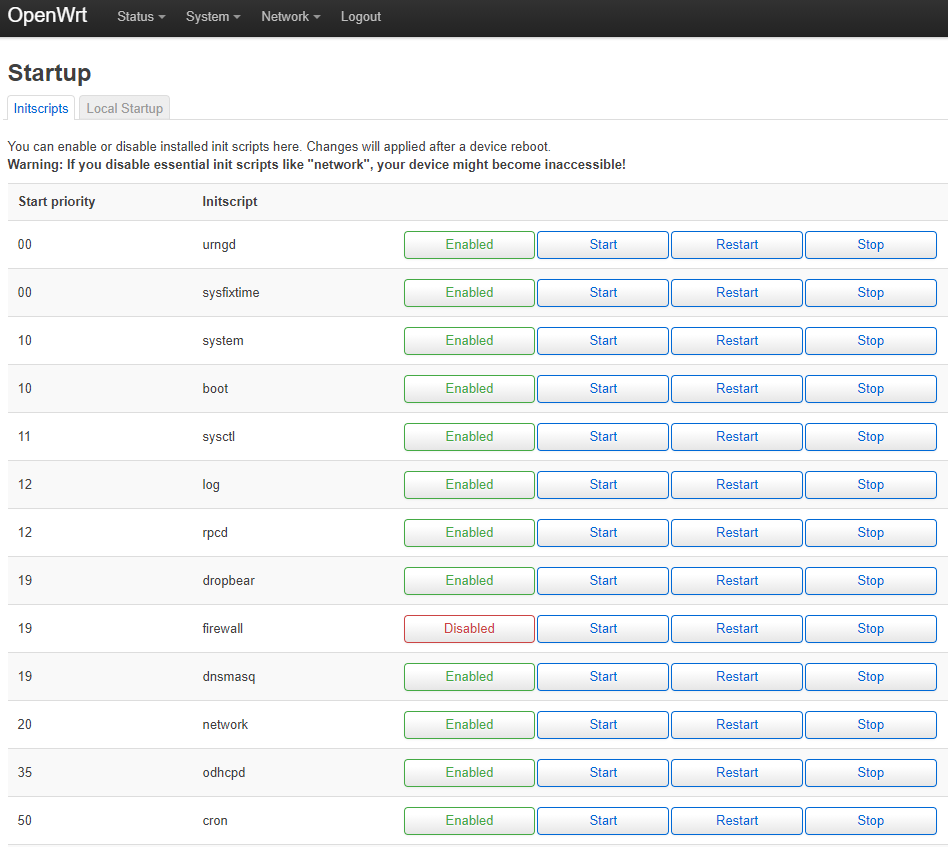 OpenWrt Status System Network Logout
Startup
Initscripts Local Startup
You can enable or disable installed init scripts here. Changes will applied after a device reboot.
Warning: If you disable essential init scripts like "network", your device might become inaccessible!
Start priority Initscript
00 urngd Enabled Start Restart Stop
00 sysfixtime Enabled Start Restart Stop
10 system Enabled Start Restart Stop
10 boot Enabled Start Restart Stop
11 sysctl Enabled Start Restart Stop
12 log Enabled Start Restart Stop
12 rpcd Enabled Start Restart Stop
19 dropbear Enabled Start Restart Stop
19 firewall Disabled Start Restart Stop
19 dnsmasq Enabled Start Restart Stop
20 network Enabled Start Restart Stop
35 odhcpd Enabled Start Restart Stop
50 cron Enabled Start Restart Stop